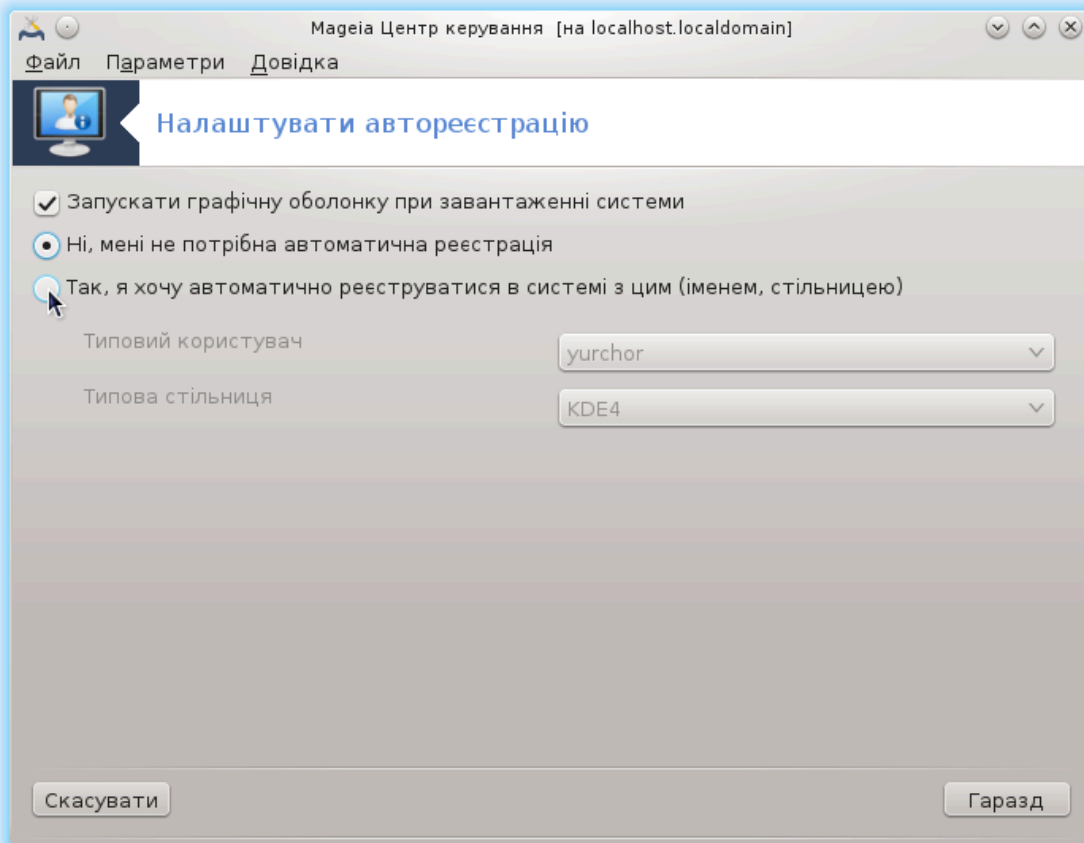 Mageia Центр керування [на localhost.localdomain]
Файл Параметри Довідка
Налаштувати автореєстрацію
Запускати графічну оболонку при завантаженні системи
Ні, мені не потрібна автоматична реєстрація
Так, я хочу автоматично реєструватися в системі з цим (іменем, стільницею)
Типовий користувач yurchor
Типова стільниця KDE4
Скасувати Гаразд